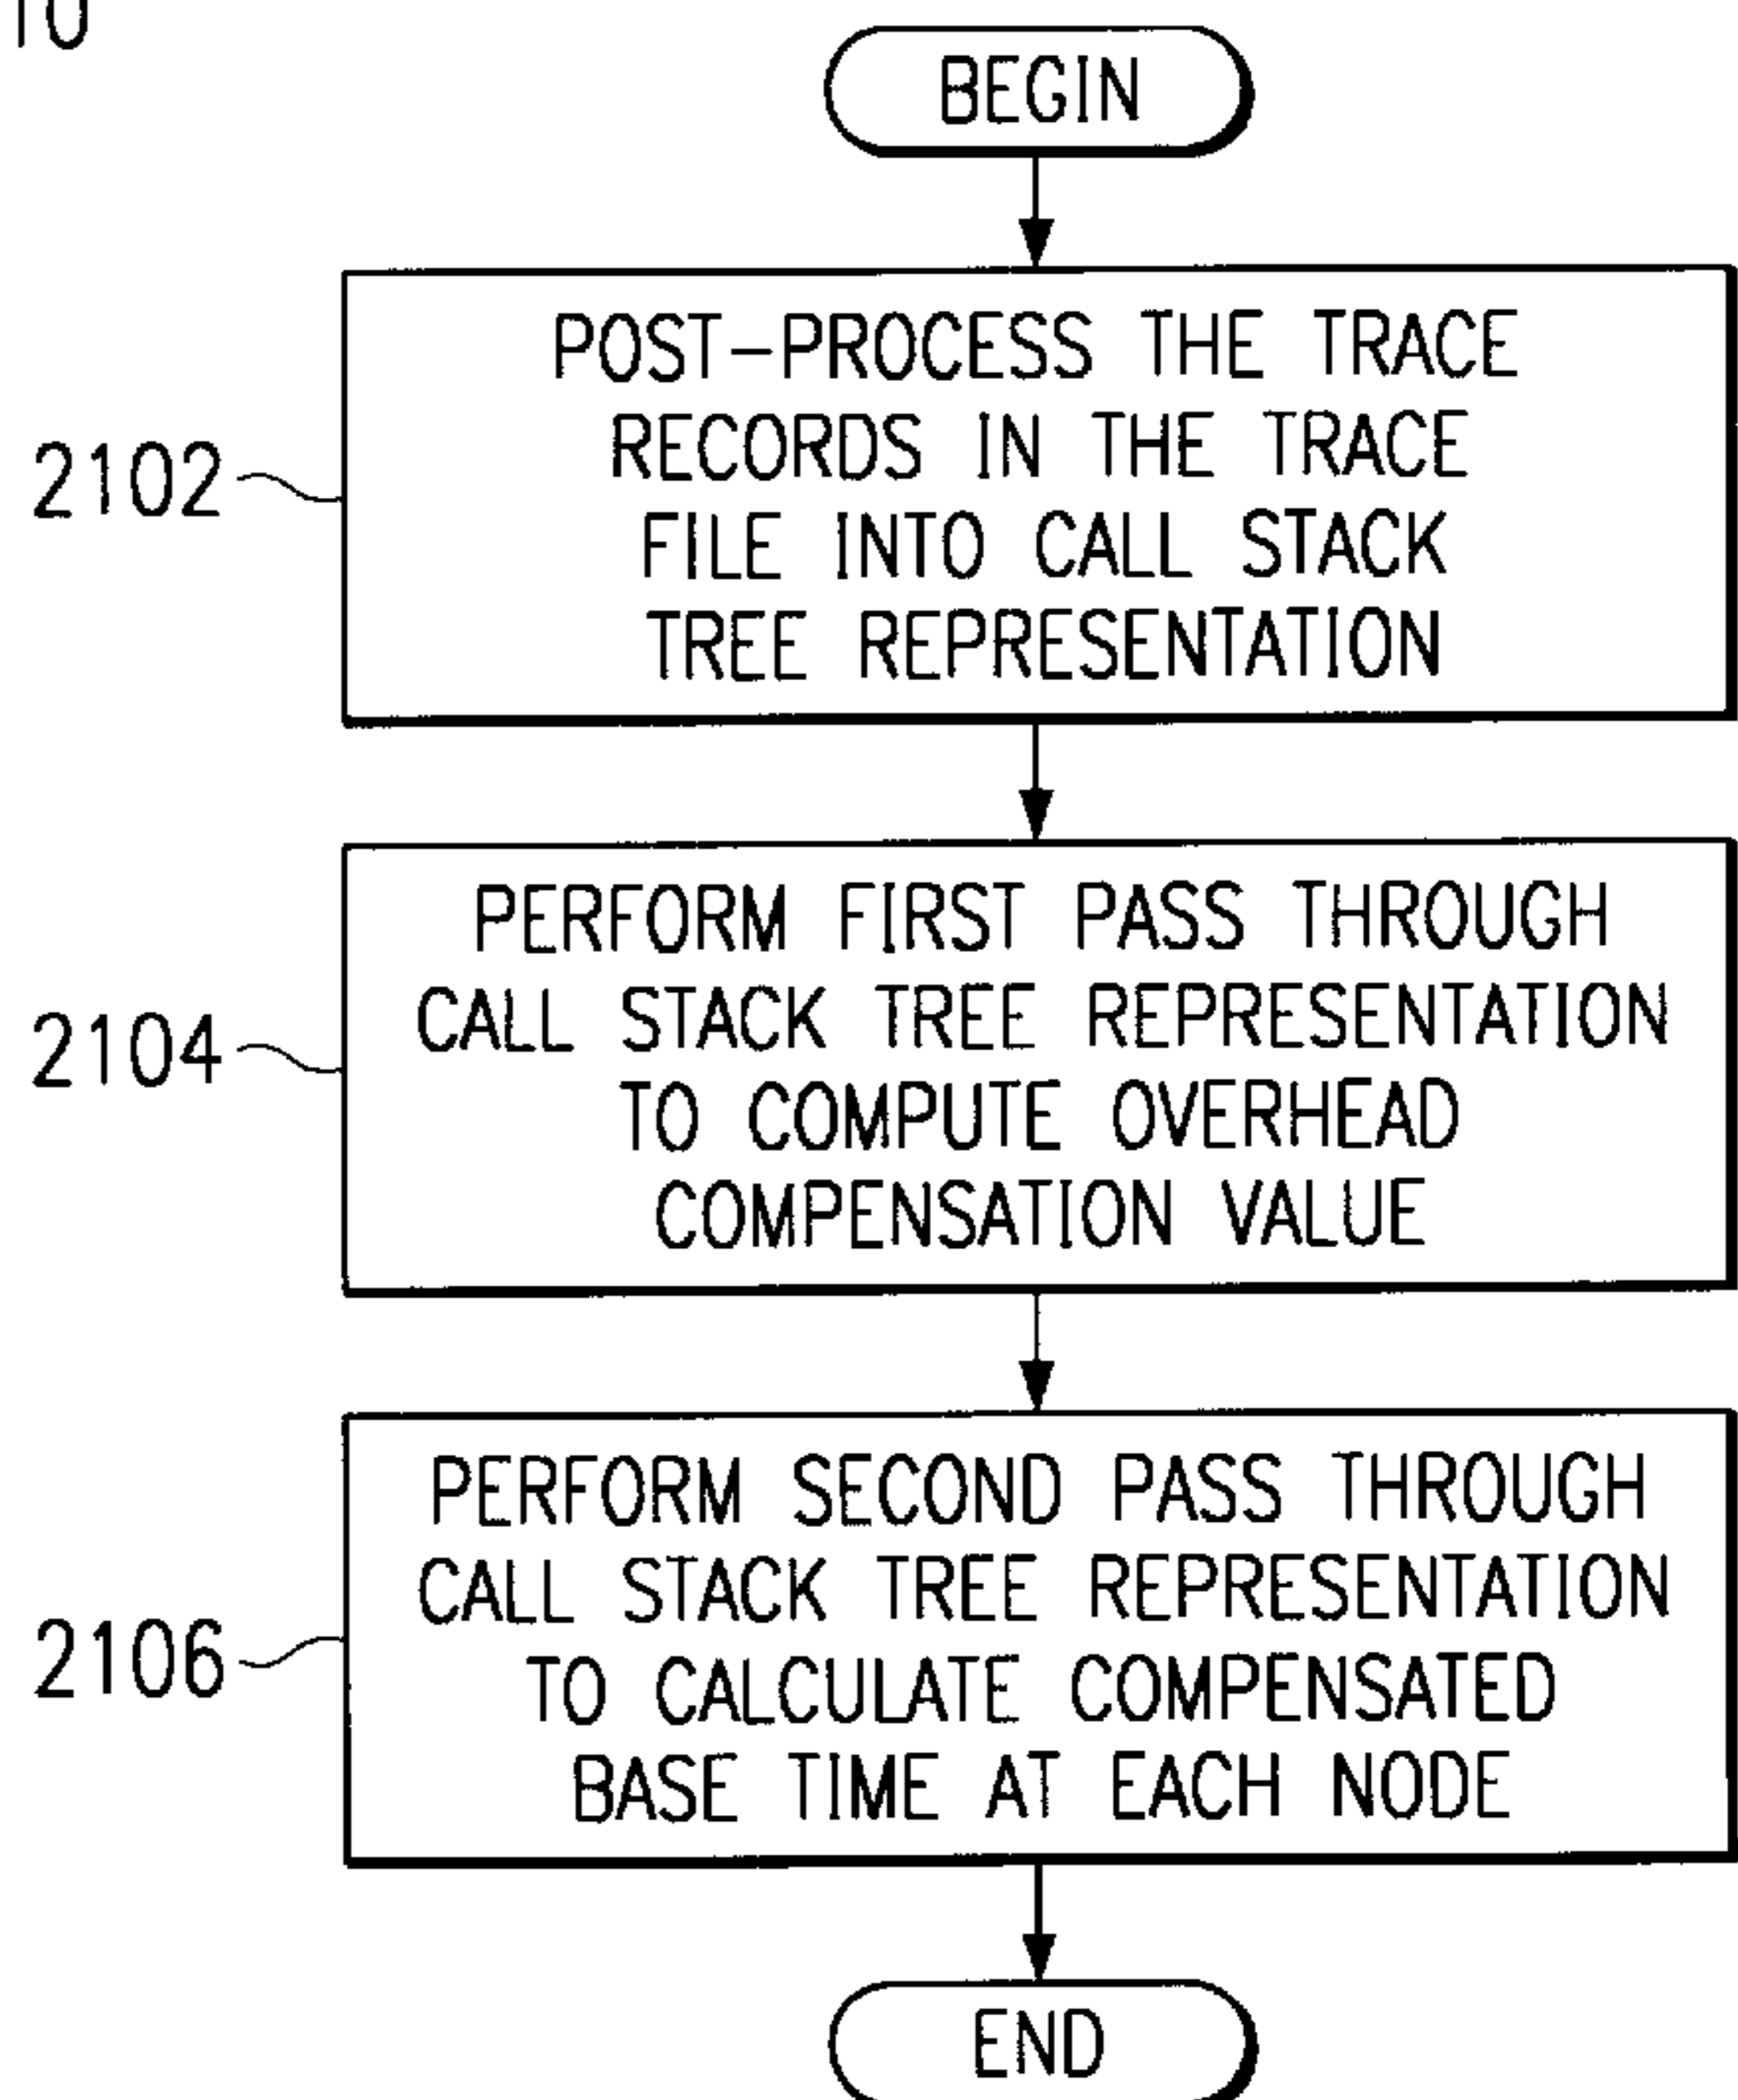 BEGIN
POST-PROCESS THE TRACE
RECORDS IN THE TRACE
FILE INTO CALL STACK
TREE REPRESENTATION
2102
PERFORM FIRST PASS THROUGH
CALL STACK TREE REPRESENTATION
TO COMPUTE OVERHEAD
COMPENSATION VALUE
2104
PERFORM SECOND PASS THROUGH
CALL STACK TREE REPRESENTATION
TO CALCULATE COMPENSATED
BASE TIME AT EACH NODE
2106
END